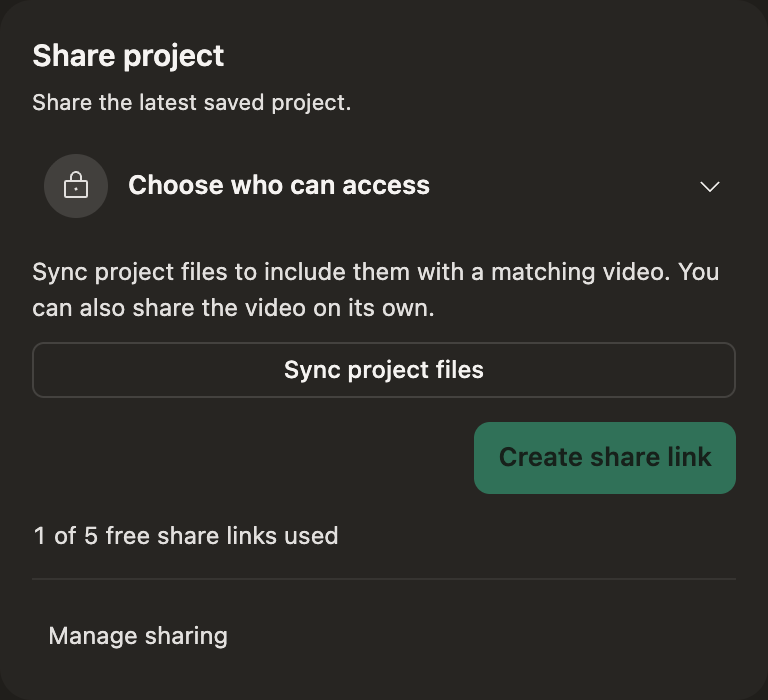 Share project
Share the latest saved project.
Choose who can access
Sync project files to include them with a matching video. You
can also share the video on its own.
Sync project files
Create share link
1 of 5 free share links used
Manage sharing